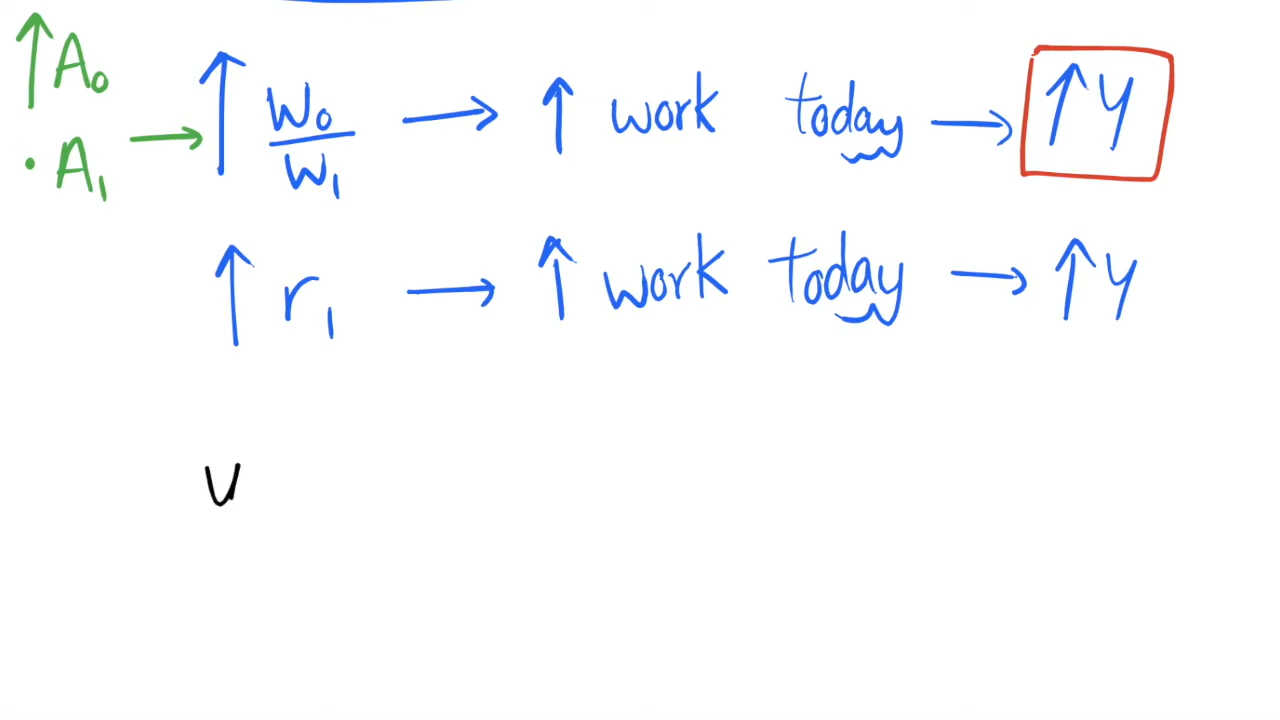 ↑A₀
·A₁ → ↑ W₀/W₁ → ↑ work today → ↑Y
↑ r₁ → ↑ work today → ↑Y